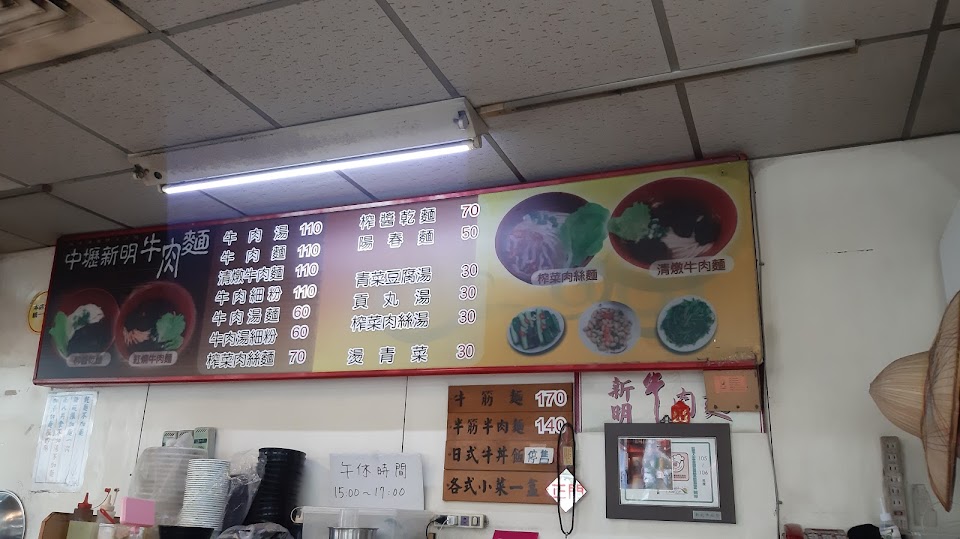 中壢新明牛肉麵
牛肉湯 110
牛肉麵 110
清燉牛肉麵 110
牛肉細粉 110
牛肉湯麵 60
牛肉湯細粉 60
榨菜肉絲麵 70
榨醬乾麵 70
陽春麵 50
青菜豆腐湯 30
貢丸湯 30
榨菜肉絲湯 30
燙青菜 30
榨菜肉絲麵
清燉牛肉麵
紅燒牛肉麵
牛筋麵 170
半筋半肉麵 140
日式牛丼飯 停售
各式小菜一盤
午休時間
15:00~17:00
新明牛肉麵